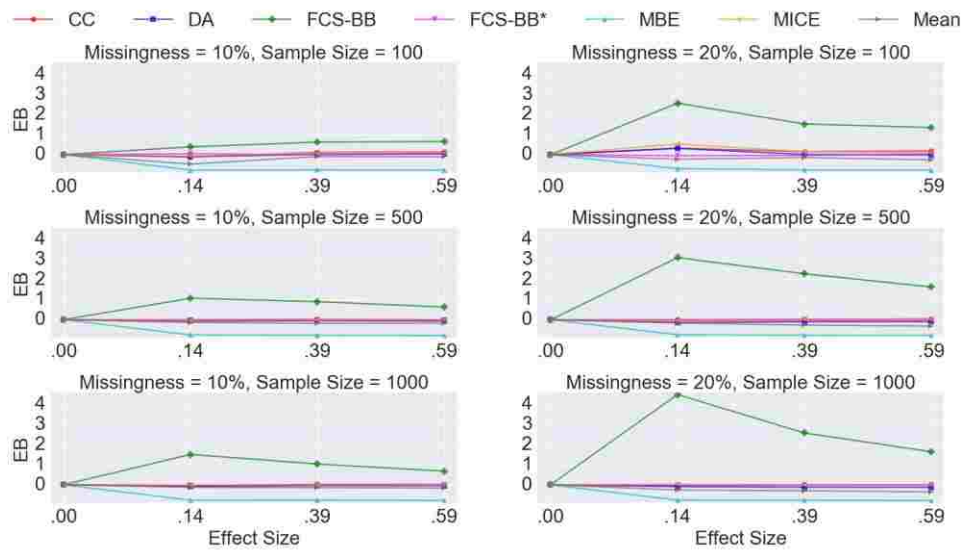 CC DA FCS-BB FCS-BB* MBE MICE Mean
Missingness = 10%, Sample Size = 100
4
3
2
1
0
EB
.00 .14 .39 .59
Missingness = 20%, Sample Size = 100
4
3
2
1
0
.00 .14 .39 .59
Missingness = 10%, Sample Size = 500
4
3
2
1
0
EB
.00 .14 .39 .59
Missingness = 20%, Sample Size = 500
4
3
2
1
0
.00 .14 .39 .59
Missingness = 10%, Sample Size = 1000
4
3
2
1
0
EB
.00 .14 .39 .59
Effect Size
Missingness = 20%, Sample Size = 1000
4
3
2
1
0
.00 .14 .39 .59
Effect Size